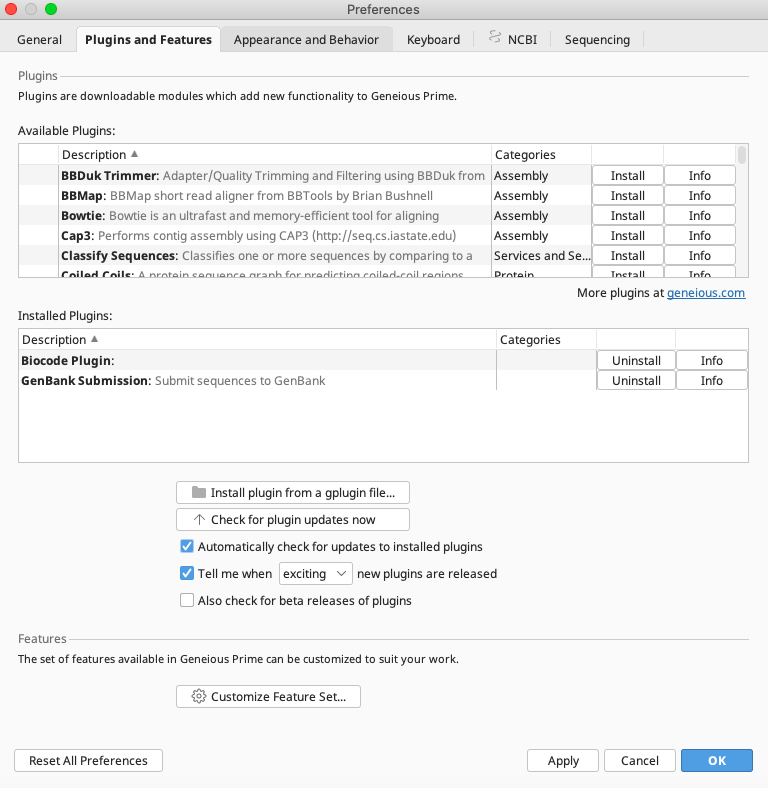 Preferences
General Plugins and Features Appearance and Behavior Keyboard NCBI Sequencing
Plugins
Plugins are downloadable modules which add new functionality to Geneious Prime.
Available Plugins:
Description Categories
BBDuk Trimmer: Adapter/Quality Trimming and Filtering using BBDuk from Assembly Install Info
BBMap: BBMap short read aligner from BBTools by Brian Bushnell Assembly Install Info
Bowtie: Bowtie is an ultrafast and memory-efficient tool for aligning Assembly Install Info
Cap3: Performs contig assembly using CAP3 (http://seq.cs.iastate.edu) Assembly Install Info
Classify Sequences: Classifies one or more sequences by comparing to a Services and Se... Install Info
Coiled Coils: A protein sequence graph for predicting coiled-coil regions Protein Install Info
More plugins at geneious.com
Installed Plugins:
Description Categories
Biocode Plugin: Uninstall Info
GenBank Submission: Submit sequences to GenBank Uninstall Info
Install plugin from a gplugin file...
Check for plugin updates now
Automatically check for updates to installed plugins
Tell me when exciting new plugins are released
Also check for beta releases of plugins
Features
The set of features available in Geneious Prime can be customized to suit your work.
Customize Feature Set...
Reset All Preferences Apply Cancel OK